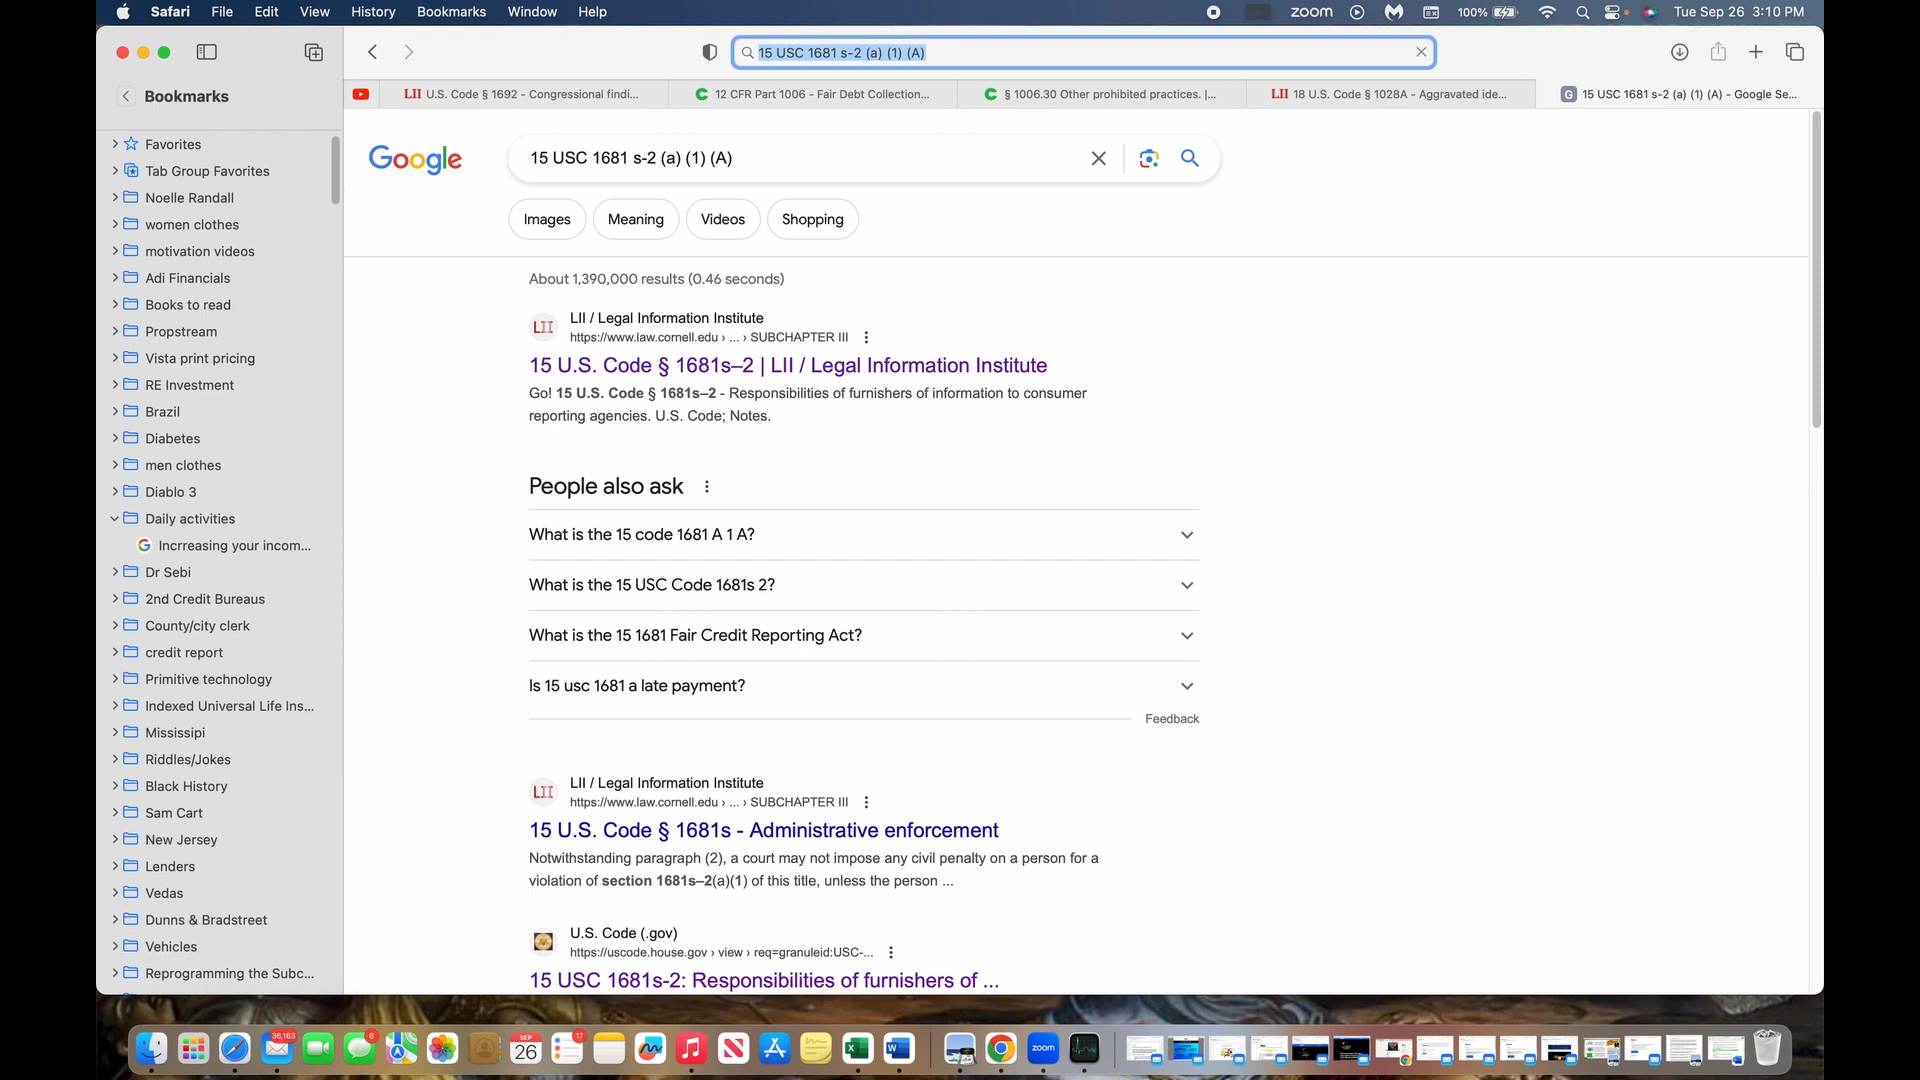 Safari File Edit View History Bookmarks Window Help
zoom 100% Tue Sep 26 3:10 PM
15 USC 1681 s-2 (a) (1) (A)
LII U.S. Code § 1692 - Congressional findi...
12 CFR Part 1006 - Fair Debt Collection...
§ 1006.30 Other prohibited practices. |...
LII 18 U.S. Code § 1028A - Aggravated ide...
G 15 USC 1681 s-2 (a) (1) (A) - Google Se...
Bookmarks
Favorites
Tab Group Favorites
Noelle Randall
women clothes
motivation videos
Adi Financials
Books to read
Propstream
Vista print pricing
RE Investment
Brazil
Diabetes
men clothes
Diablo 3
Daily activities
Incrreasing your incom...
Dr Sebi
2nd Credit Bureaus
County/city clerk
credit report
Primitive technology
Indexed Universal Life Ins...
Mississipi
Riddles/Jokes
Black History
Sam Cart
New Jersey
Lenders
Vedas
Dunns & Bradstreet
Vehicles
Reprogramming the Subc...
Google
15 USC 1681 s-2 (a) (1) (A)
Images Meaning Videos Shopping
About 1,390,000 results (0.46 seconds)
LII
LII / Legal Information Institute
https://www.law.cornell.edu › ... › SUBCHAPTER III
15 U.S. Code § 1681s–2 | LII / Legal Information Institute
Go! 15 U.S. Code § 1681s–2 - Responsibilities of furnishers of information to consumer
reporting agencies. U.S. Code; Notes.
People also ask
What is the 15 code 1681 A 1 A?
What is the 15 USC Code 1681s 2?
What is the 15 1681 Fair Credit Reporting Act?
Is 15 usc 1681 a late payment?
Feedback
LII
LII / Legal Information Institute
https://www.law.cornell.edu › ... › SUBCHAPTER III
15 U.S. Code § 1681s - Administrative enforcement
Notwithstanding paragraph (2), a court may not impose any civil penalty on a person for a
violation of section 1681s–2(a)(1) of this title, unless the person ...
U.S. Code (.gov)
https://uscode.house.gov › view › req=granuleid:USC-...
15 USC 1681s-2: Responsibilities of furnishers of ...
36,163
6
SEP
26
17
zoom